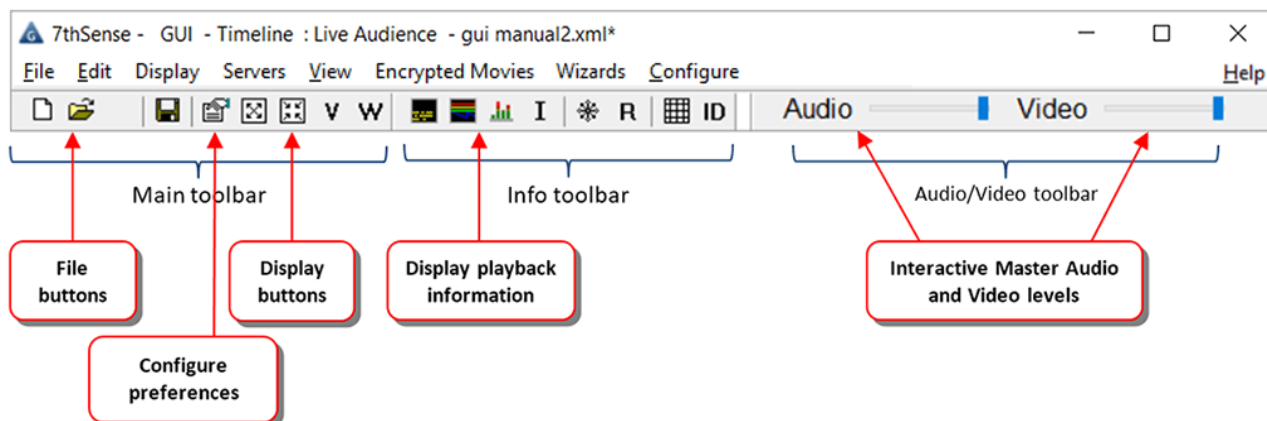 7thSense - GUI - Timeline : Live Audience - gui manual2.xml*
File Edit Display Servers View Encrypted Movies Wizards Configure Help
V W I R ID Audio Video
Main toolbar Info toolbar Audio/Video toolbar
File
buttons
Display
buttons
Display playback
information
Interactive Master Audio
and Video levels
Configure
preferences